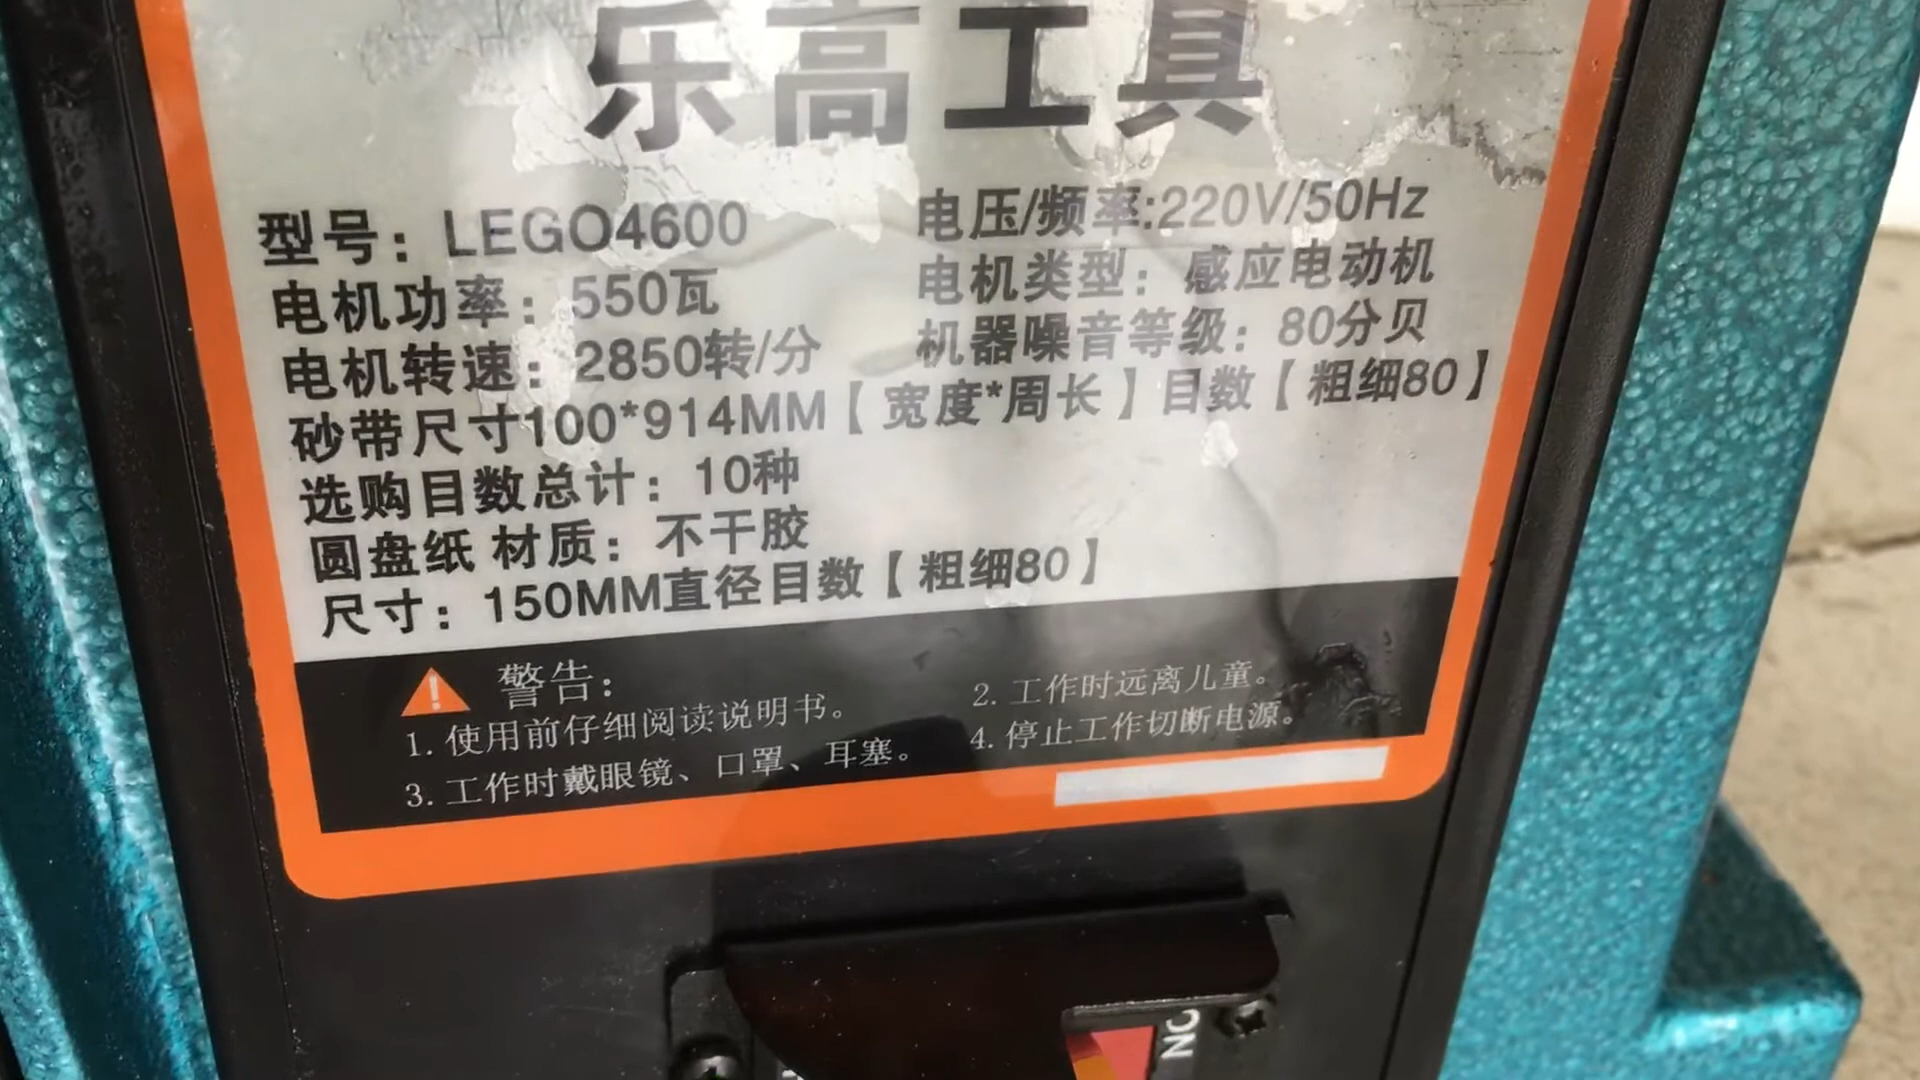 乐高工具
型号：LEGO4600
电压/频率:220V/50Hz
电机功率：550瓦
电机类型：感应电动机
电机转速：2850转/分
机器噪音等级：80分贝
砂带尺寸100*914MM【宽度*周长】目数【粗细80】
选购目数总计：10种
圆盘纸 材质：不干胶
尺寸：150MM直径目数【粗细80】
警告：
1.使用前仔细阅读说明书。
2.工作时远离儿童。
3.工作时戴眼镜、口罩、耳塞。
4.停止工作切断电源。
ON